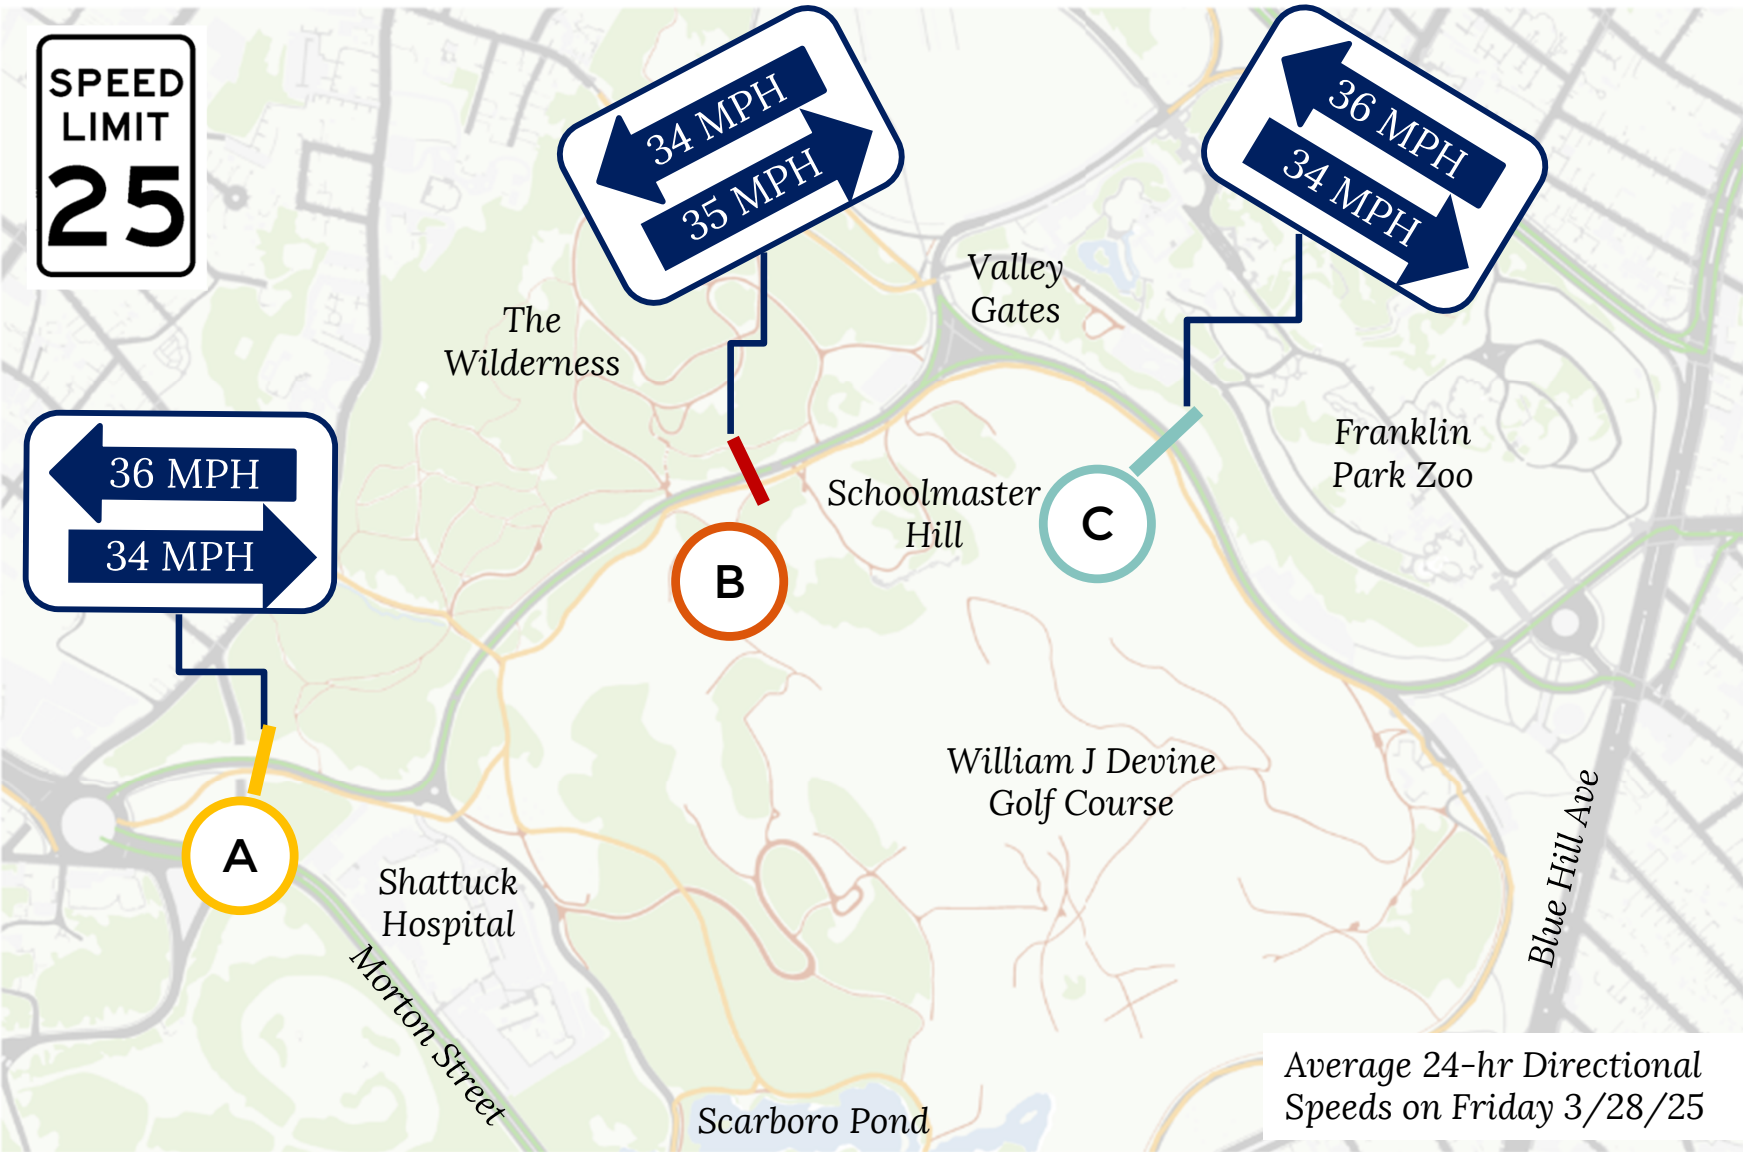 SPEED
LIMIT
25
34 MPH
35 MPH
36 MPH
34 MPH
Valley
Gates
The
Wilderness
36 MPH
34 MPH
Franklin
Park Zoo
Schoolmaster
Hill
C
B
William J Devine
Golf Course
A
Shattuck
Hospital
Blue Hill Ave
Morton Street
Scarboro Pond
Average 24-hr Directional
Speeds on Friday 3/28/25